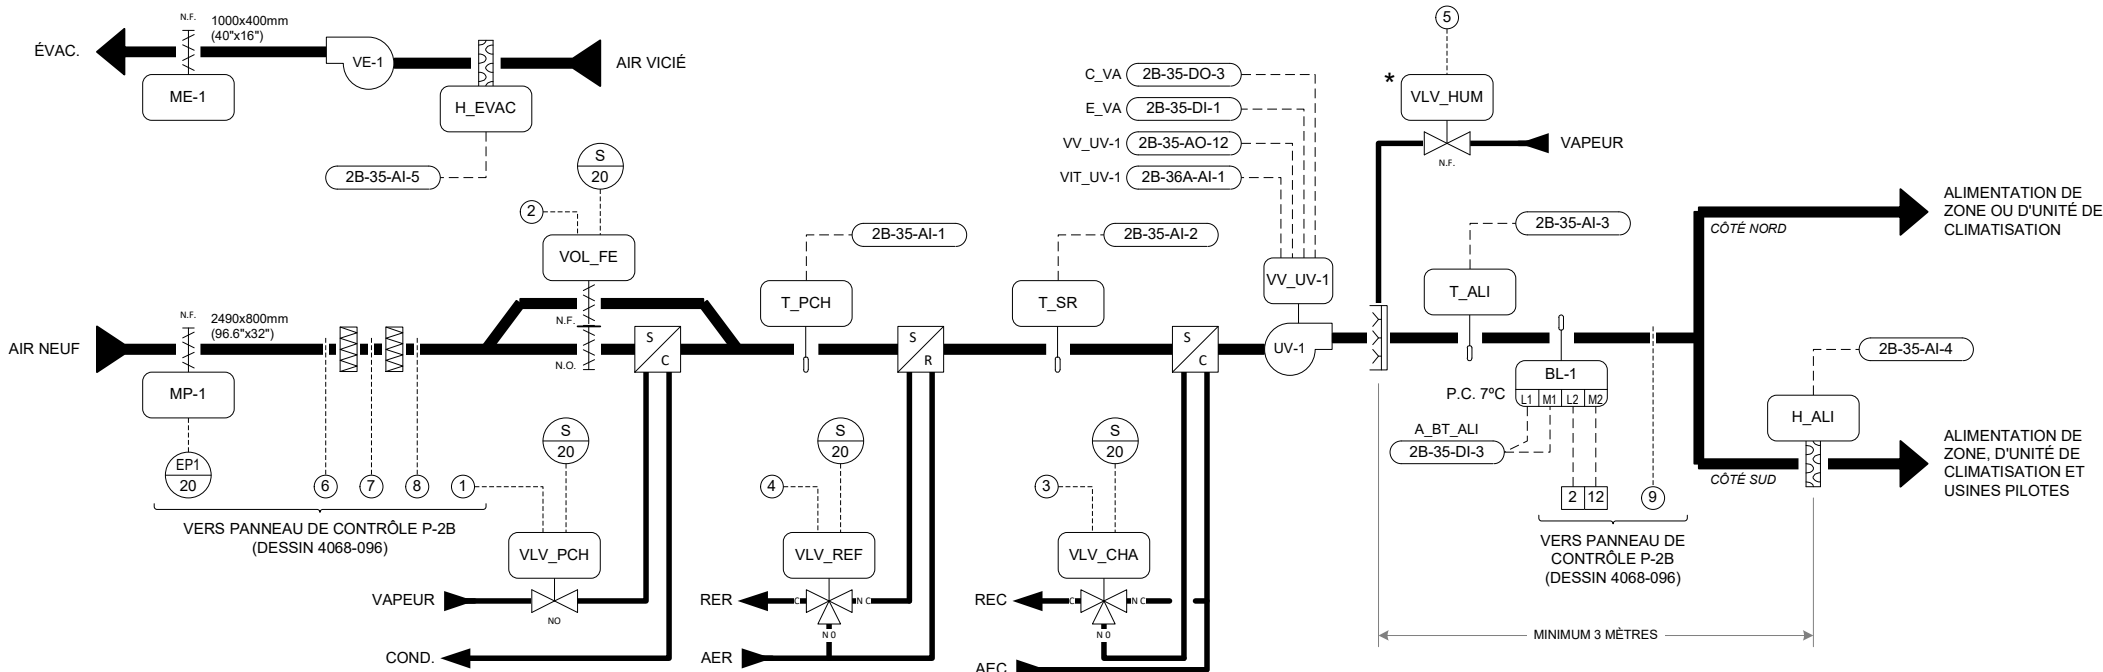 N.F.
1000x400mm
(40"x16")
ÉVAC.
VE-1
AIR VICIÉ
ME-1
H_EVAC
2B-35-AI-5
S
20
2
VOL_FE
N.F.
N.O.
C_VA 2B-35-DO-3
E_VA 2B-35-DI-1
VV_UV-1 2B-35-AO-12
VIT_UV-1 2B-36A-AI-1
5
* VLV_HUM
N.F.
VAPEUR
2B-35-AI-1
2B-35-AI-2
2B-35-AI-3
ALIMENTATION DE
ZONE OU D'UNITÉ DE
CLIMATISATION
CÔTÉ NORD
T_PCH
T_SR
VV_UV-1
T_ALI
N.F.
2490x800mm
(96.6"x32")
AIR NEUF
S
C
S
R
S
C
UV-1
2B-35-AI-4
MP-1
EP1
20
6
7
8
VERS PANNEAU DE CONTRÔLE P-2B
(DESSIN 4068-096)
BL-1
P.C. 7ºC
L1 M1 L2 M2
A_BT_ALI
2B-35-DI-3
2 12
9
VERS PANNEAU DE
CONTRÔLE P-2B
(DESSIN 4068-096)
H_ALI
CÔTÉ SUD
ALIMENTATION DE
ZONE, D'UNITÉ DE
CLIMATISATION ET
USINES PILOTES
1
S
20
VLV_PCH
VAPEUR
NO
COND.
4
S
20
VLV_REF
RER
C
N C
N 0
AER
3
S
20
VLV_CHA
REC
C
N C
N 0
AEC
MINIMUM 3 MÈTRES